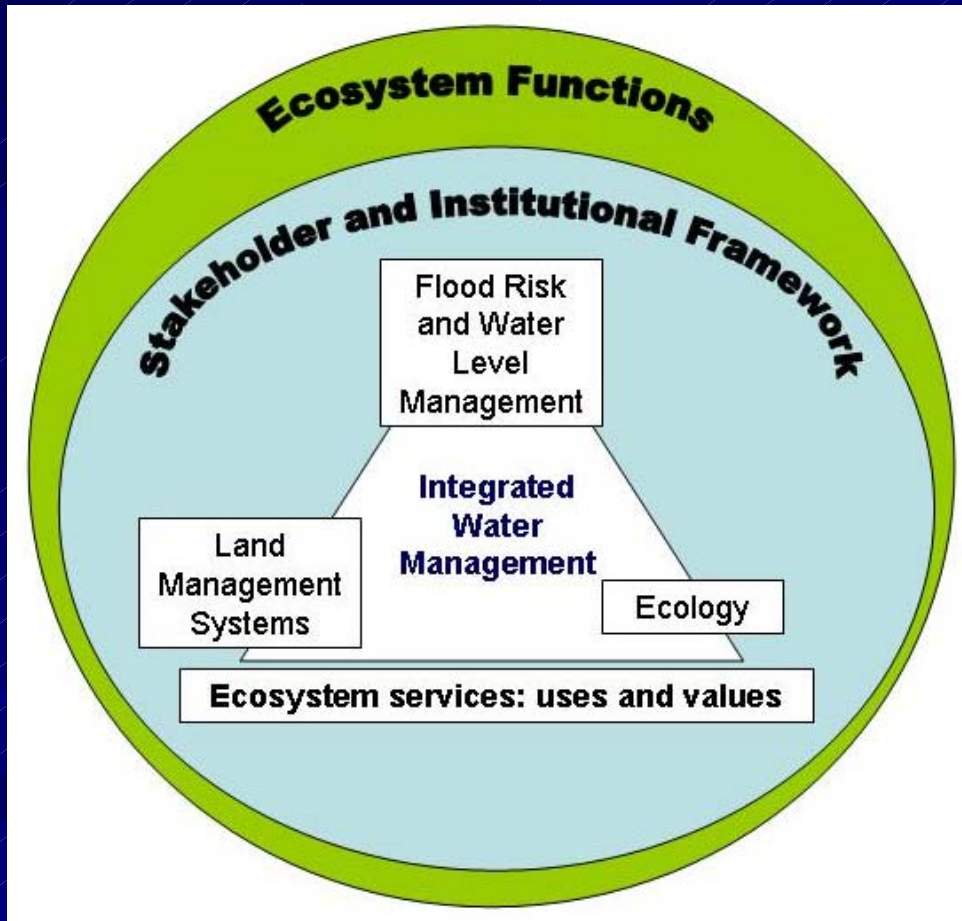 Ecosystem Functions
Stakeholder and Institutional Framework
Flood Risk
and Water
Level
Management
Integrated
Water
Management
Land
Management
Systems
Ecology
Ecosystem services: uses and values